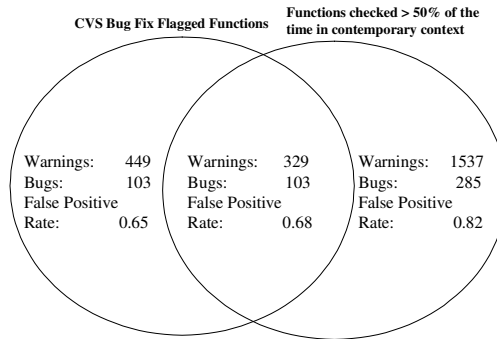 CVS Bug Fix Flagged Functions
Functions checked > 50% of the
time in contemporary context
Warnings: 449
Bugs: 103
False Positive
Rate: 0.65
Warnings: 329
Bugs: 103
False Positive
Rate: 0.68
Warnings: 1537
Bugs: 285
False Positive
Rate: 0.82